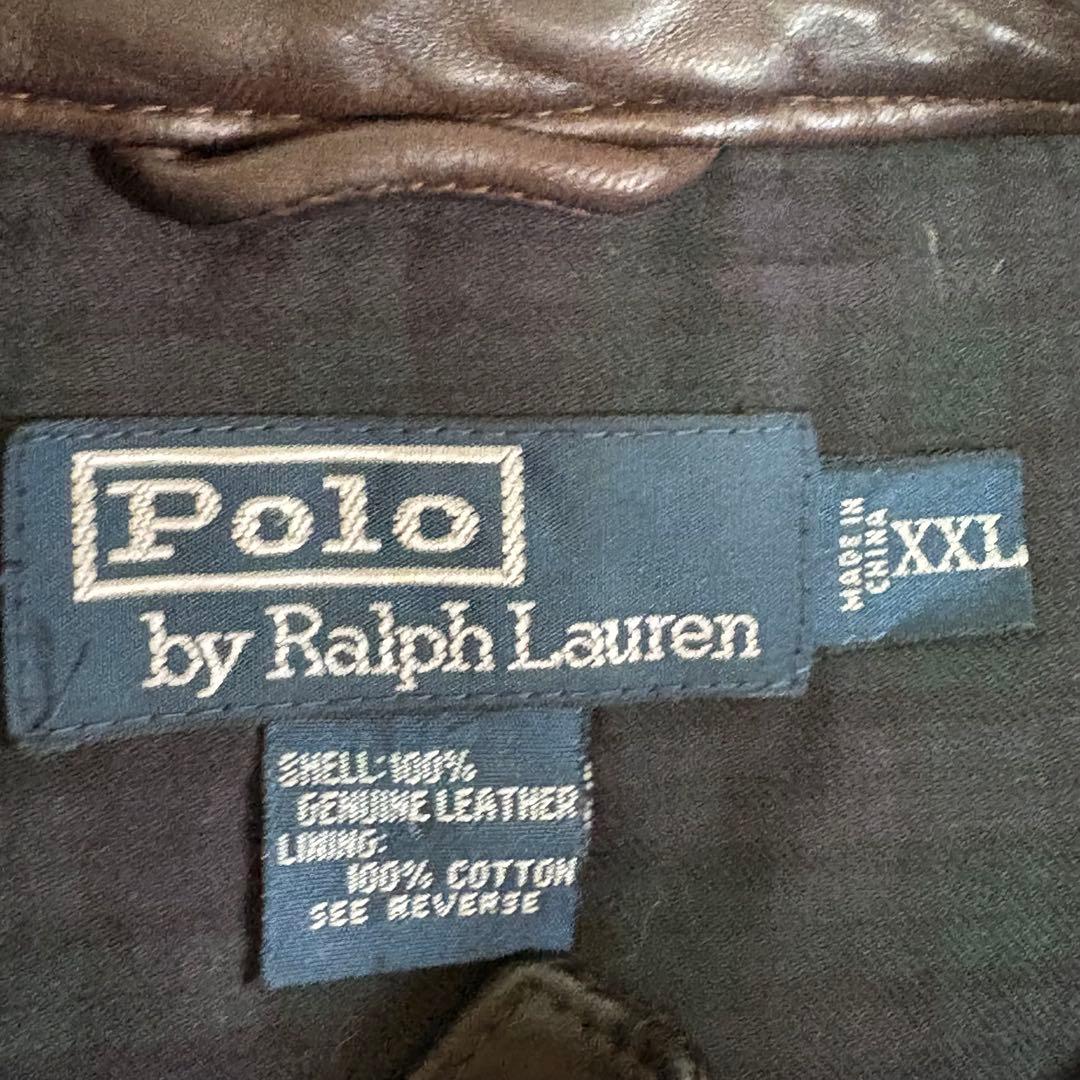 Polo
by Ralph Lauren
MADE IN
CHINA
XXL
SHELL: 100%
GENUINE LEATHER
LINING:
100% COTTON
SEE REVERSE